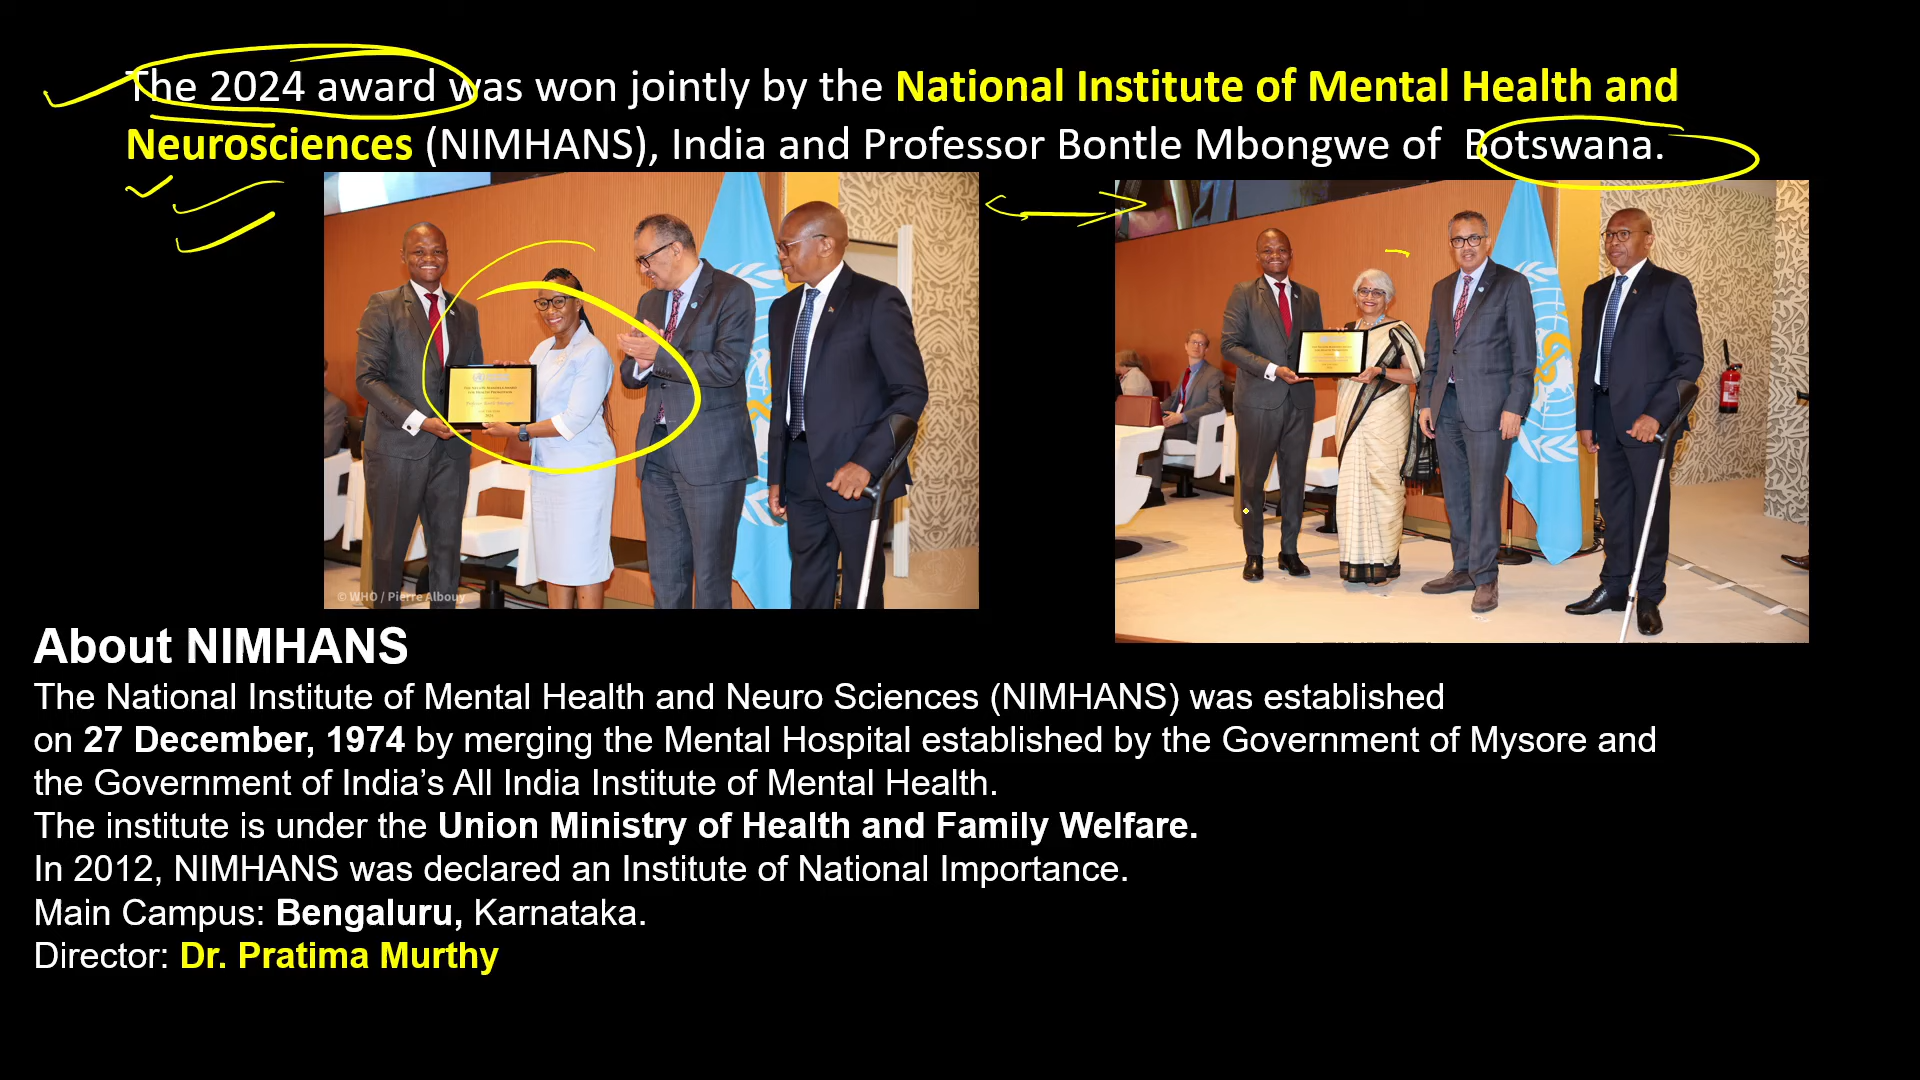 The 2024 award was won jointly by the National Institute of Mental Health and
Neurosciences (NIMHANS), India and Professor Bontle Mbongwe of Botswana.
© WHO / Pierre Albouy
About NIMHANS
The National Institute of Mental Health and Neuro Sciences (NIMHANS) was established
on 27 December, 1974 by merging the Mental Hospital established by the Government of Mysore and
the Government of India’s All India Institute of Mental Health.
The institute is under the Union Ministry of Health and Family Welfare.
In 2012, NIMHANS was declared an Institute of National Importance.
Main Campus: Bengaluru, Karnataka.
Director: Dr. Pratima Murthy